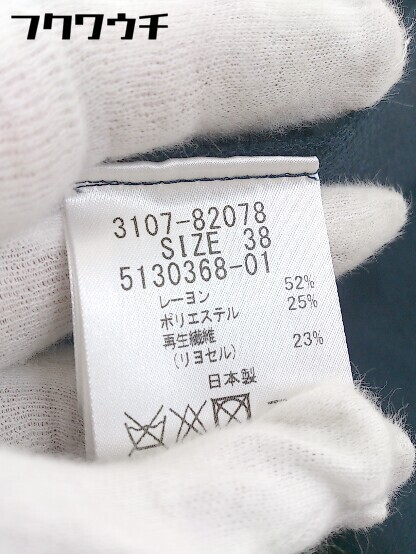 フクワウチ
3107-82078
SIZE 38
5130368-01
レーヨン 52%
ポリエステル 25%
再生繊維
(リヨセル) 23%
日本製